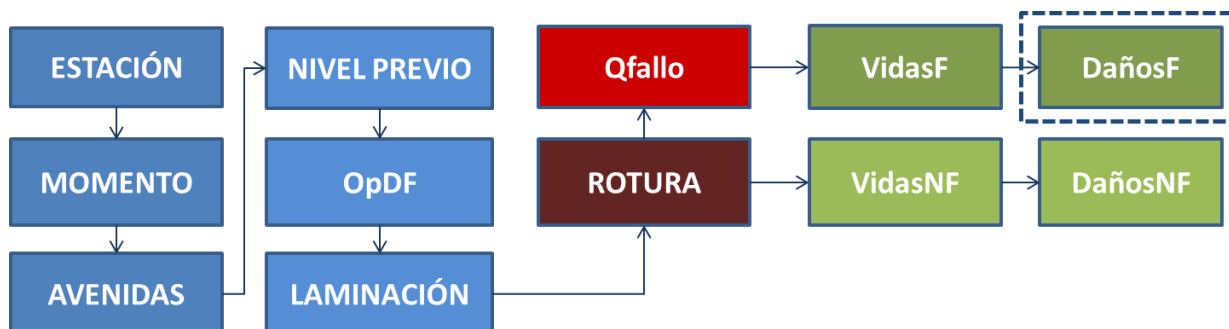 ESTACIÓN
MOMENTO
AVENIDAS
NIVEL PREVIO
OpDF
LAMINACIÓN
ROTURA
Qfallo
VidasF
DañosF
VidasNF
DañosNF